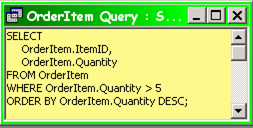 OrderItem Query : S...
SELECT
OrderItem.ItemID,
OrderItem.Quantity
FROM OrderItem
WHERE OrderItem.Quantity > 5
ORDER BY OrderItem.Quantity DESC;